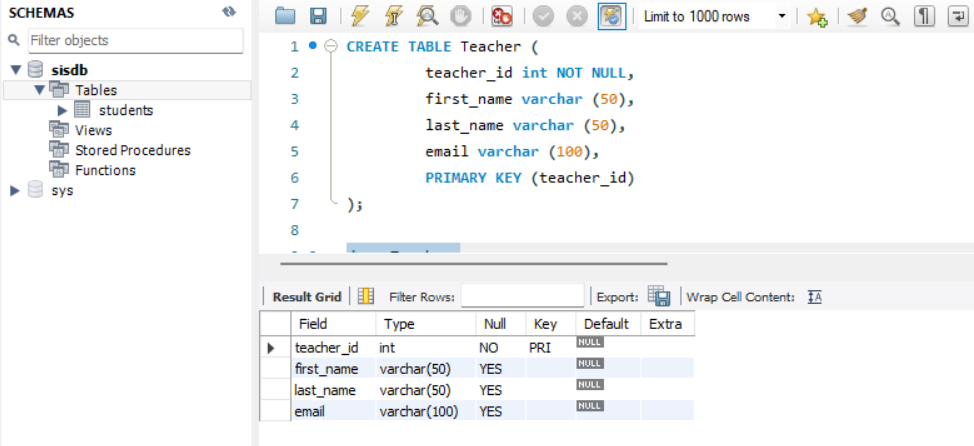 SCHEMAS
Filter objects
sisdb
Tables
students
Views
Stored Procedures
Functions
sys
Limit to 1000 rows
1 CREATE TABLE Teacher (
2 teacher_id int NOT NULL,
3 first_name varchar (50),
4 last_name varchar (50),
5 email varchar (100),
6 PRIMARY KEY (teacher_id)
7 );
8
Result Grid Filter Rows: Export: Wrap Cell Content: IA
Field Type Null Key Default Extra
teacher_id int NO PRI NULL
first_name varchar(50) YES NULL
last_name varchar(50) YES NULL
email varchar(100) YES NULL